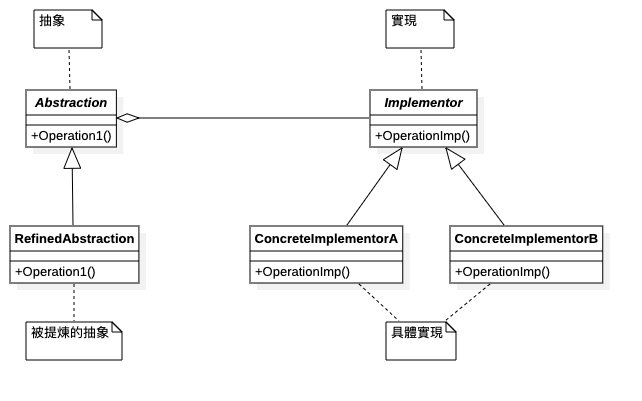 抽象
實現
Abstraction
+Operation1()
Implementor
+OperationImp()
RefinedAbstraction
+Operation1()
ConcreteImplementorA
+OperationImp()
ConcreteImplementorB
+OperationImp()
被提煉的抽象
具體實現